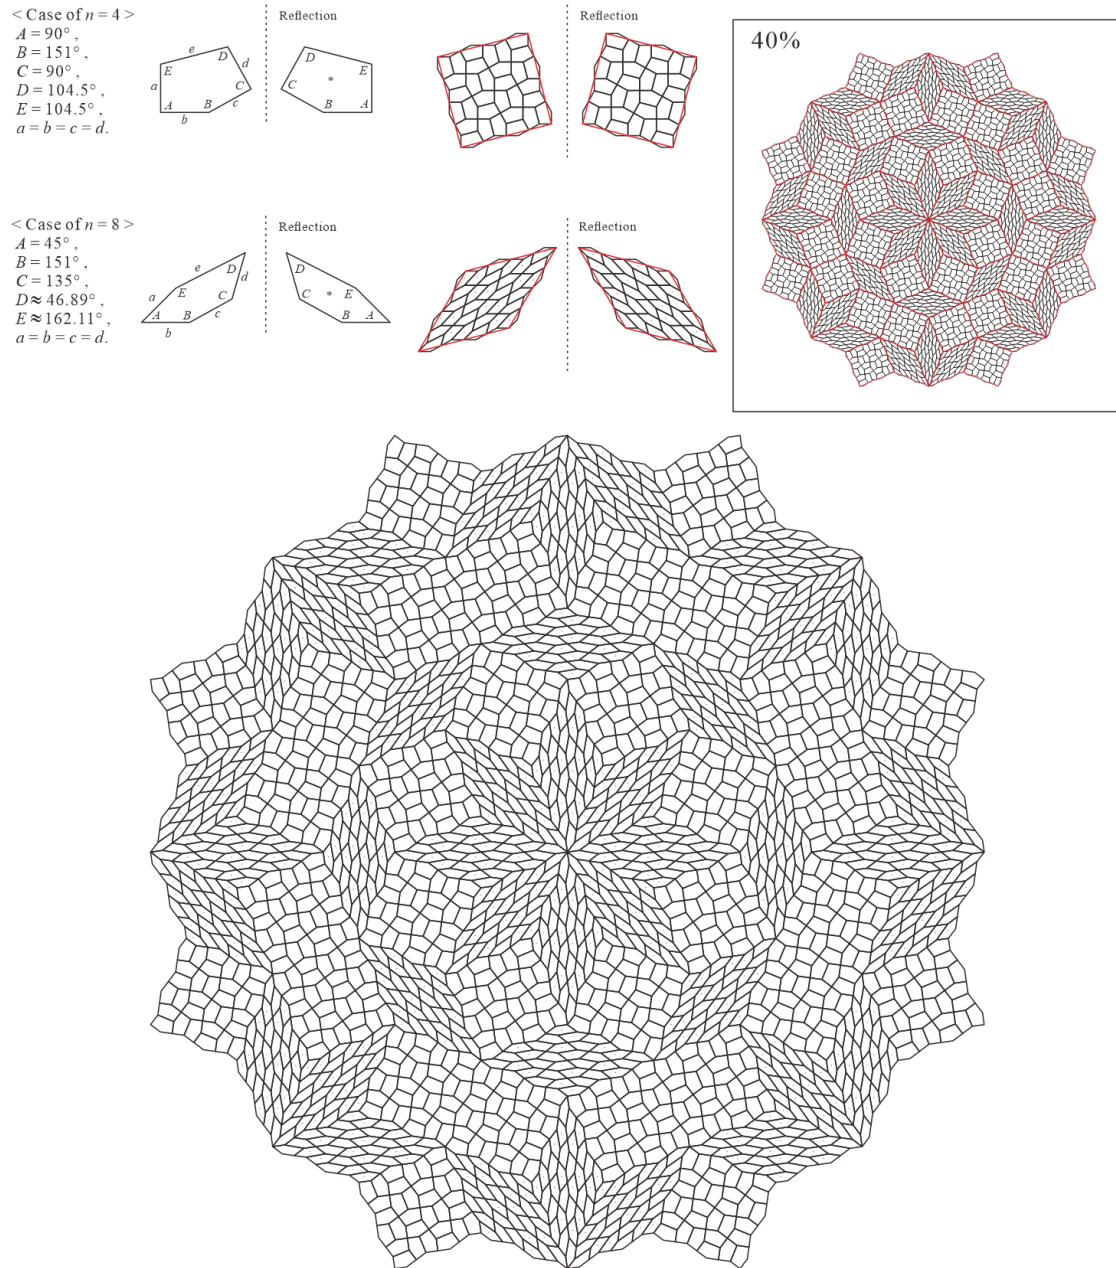 < Case of n = 4 >
A = 90° ,
B = 151° ,
C = 90° ,
D = 104.5° ,
E = 104.5° ,
a = b = c = d.
e
D
d
E
a
C
A
B
c
b
Reflection
D
E
C
*
B
A
Reflection
40%
< Case of n = 8 >
A = 45°
B = 151° ,
C = 135°
D ≈ 46.89° ,
E ≈ 162.11° ,
a = b = c = d.
e
D
d
a
E
C
A
B
c
b
Reflection
D
C
*
E
B
A
Reflection